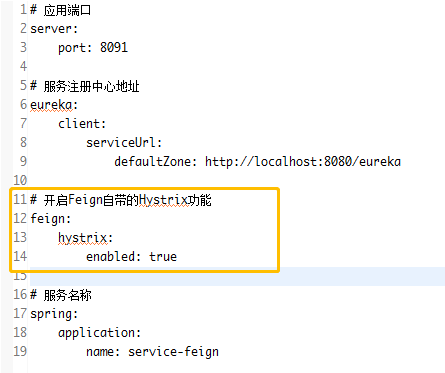 1 # 应用端口
2 server:
3     port: 8091
4
5 # 服务注册中心地址
6 eureka:
7     client:
8         serviceUrl:
9             defaultZone: http://localhost:8080/eureka
10
11 # 开启Feign自带的Hystrix功能
12 feign:
13     hystrix:
14         enabled: true
15
16 # 服务名称
17 spring:
18     application:
19         name: service-feign